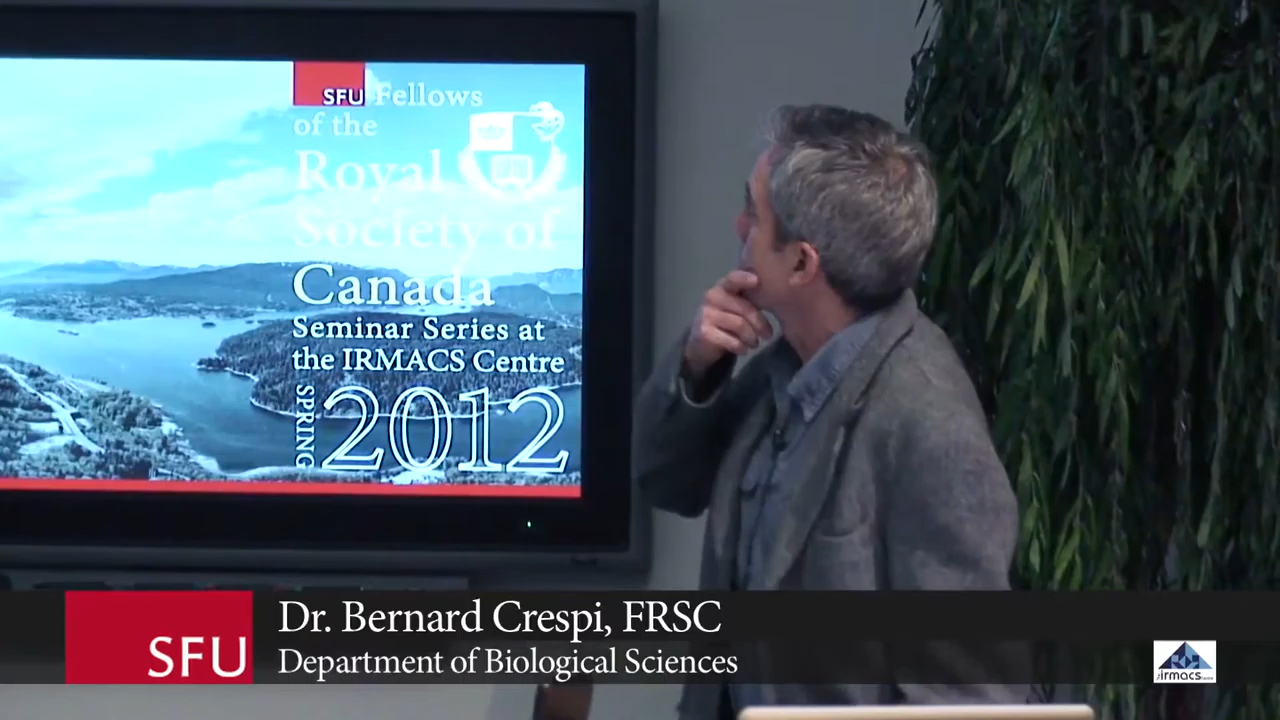 SFU Fellows
of the
Royal
Society of
Canada
Seminar Series at
the IRMACS Centre
SPRING
2012
SFU
Dr. Bernard Crespi, FRSC
Department of Biological Sciences
irmacs